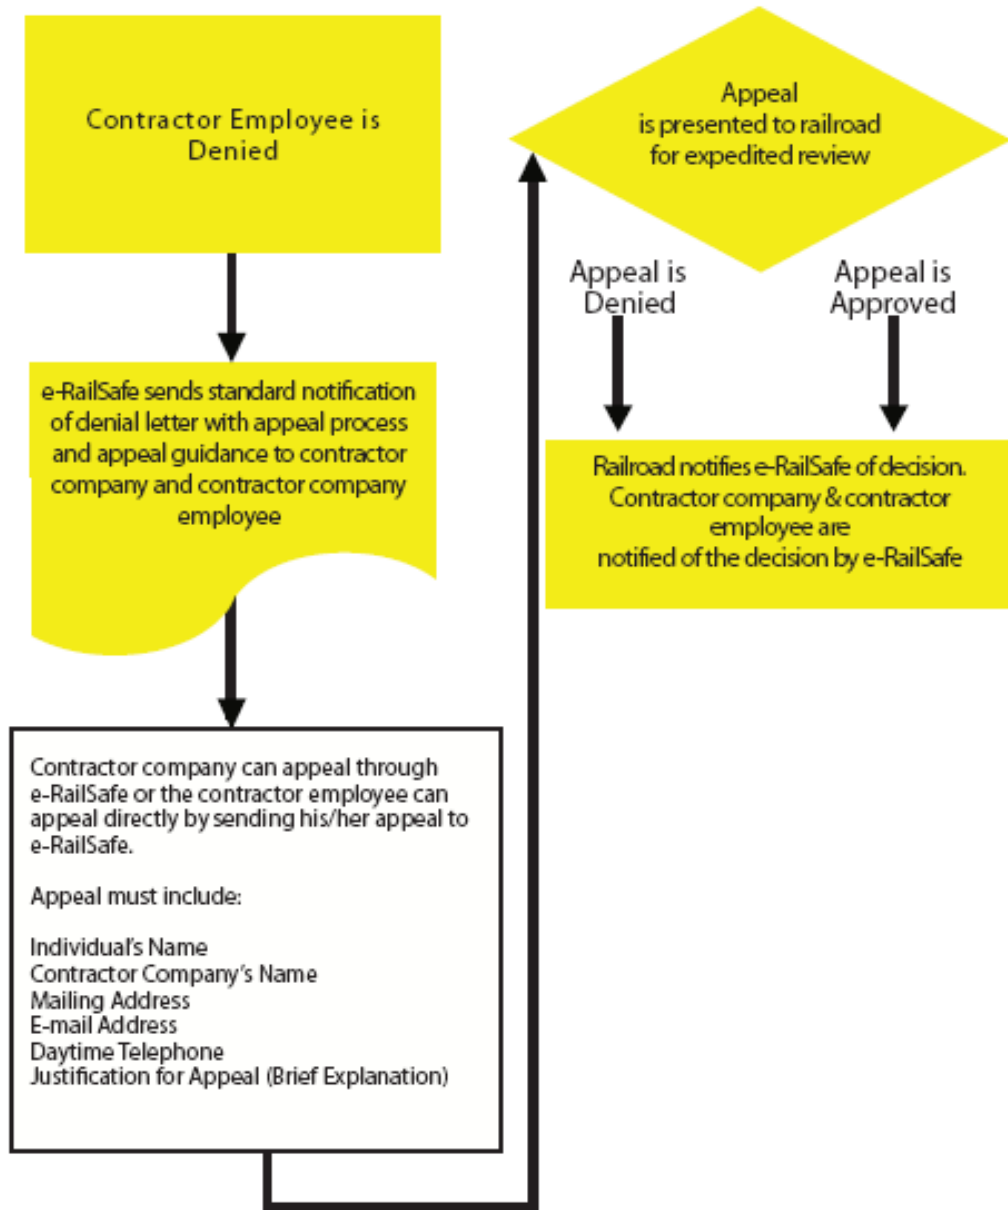 Contractor Employee is
Denied
e-RailSafe sends standard notification
of denial letter with appeal process
and appeal guidance to contractor
company and contractor company
employee
Contractor company can appeal through
e-RailSafe or the contractor employee can
appeal directly by sending his/her appeal to
e-RailSafe.
Appeal must include:
Individual's Name
Contractor Company's Name
Mailing Address
E-mail Address
Daytime Telephone
Justification for Appeal (Brief Explanation)
Appeal
is presented to railroad
for expedited review
Appeal is
Denied
Appeal is
Approved
Railroad notifies e-RailSafe of decision.
Contractor company & contractor
employee are
notified of the decision by e-RailSafe